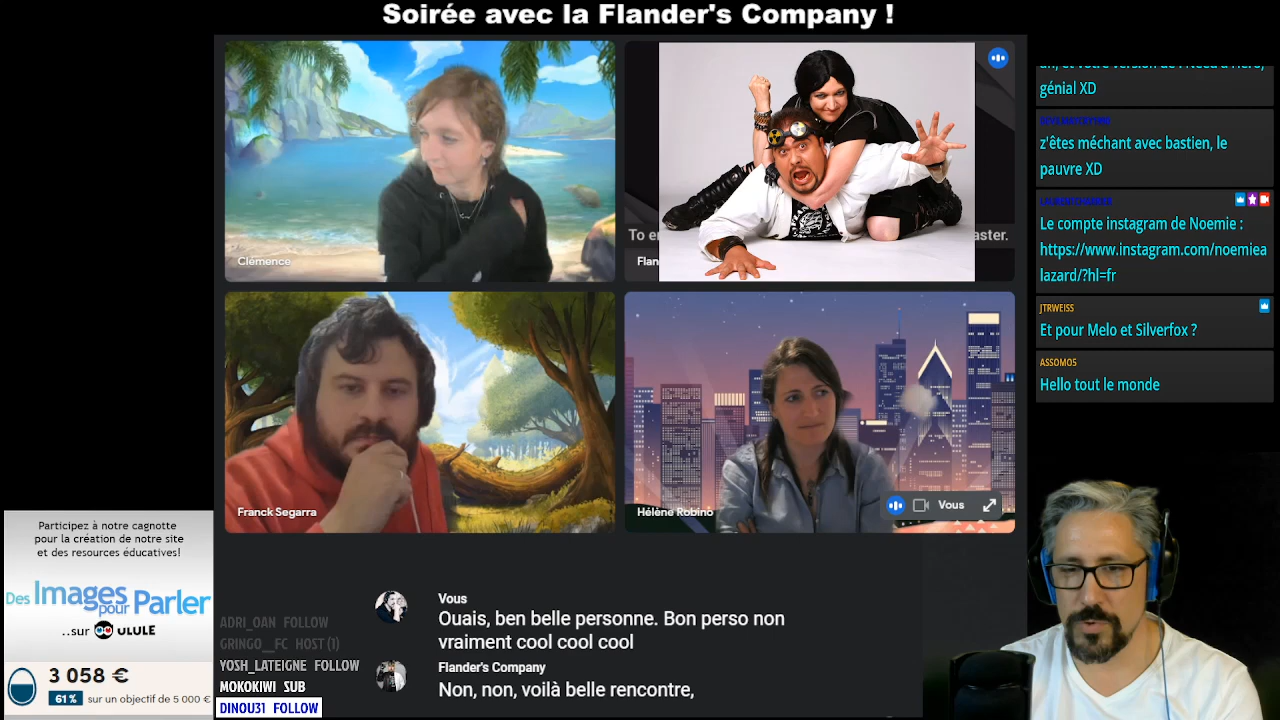 Soirée avec la Flander's Company !
Clémence
To e
aster.
Flan
Franck Segarra
Hélène Robino
Vous
génial XD
z'êtes méchant avec bastien, le
pauvre XD
Le compte instagram de Noemie :
https://www.instagram.com/noemiea
lazard/?hl=fr
JTRWEISS
Et pour Melo et Silverfox ?
ASSOMO5
Hello tout le monde
Participez à notre cagnotte
pour la création de notre site
et des resources éducatives!
Des Images pour Parler
..sur ULULE
3 058 €
61 % sur un objectif de 5 000 €
ADRI_OAN FOLLOW
GRINGO__FC HOST (1)
YOSH_LATEIGNE FOLLOW
MOKOKIWI SUB
DINOU31 FOLLOW
Vous
Ouais, ben belle personne. Bon perso non
vraiment cool cool cool
Flander's Company
Non, non, voilà belle rencontre,